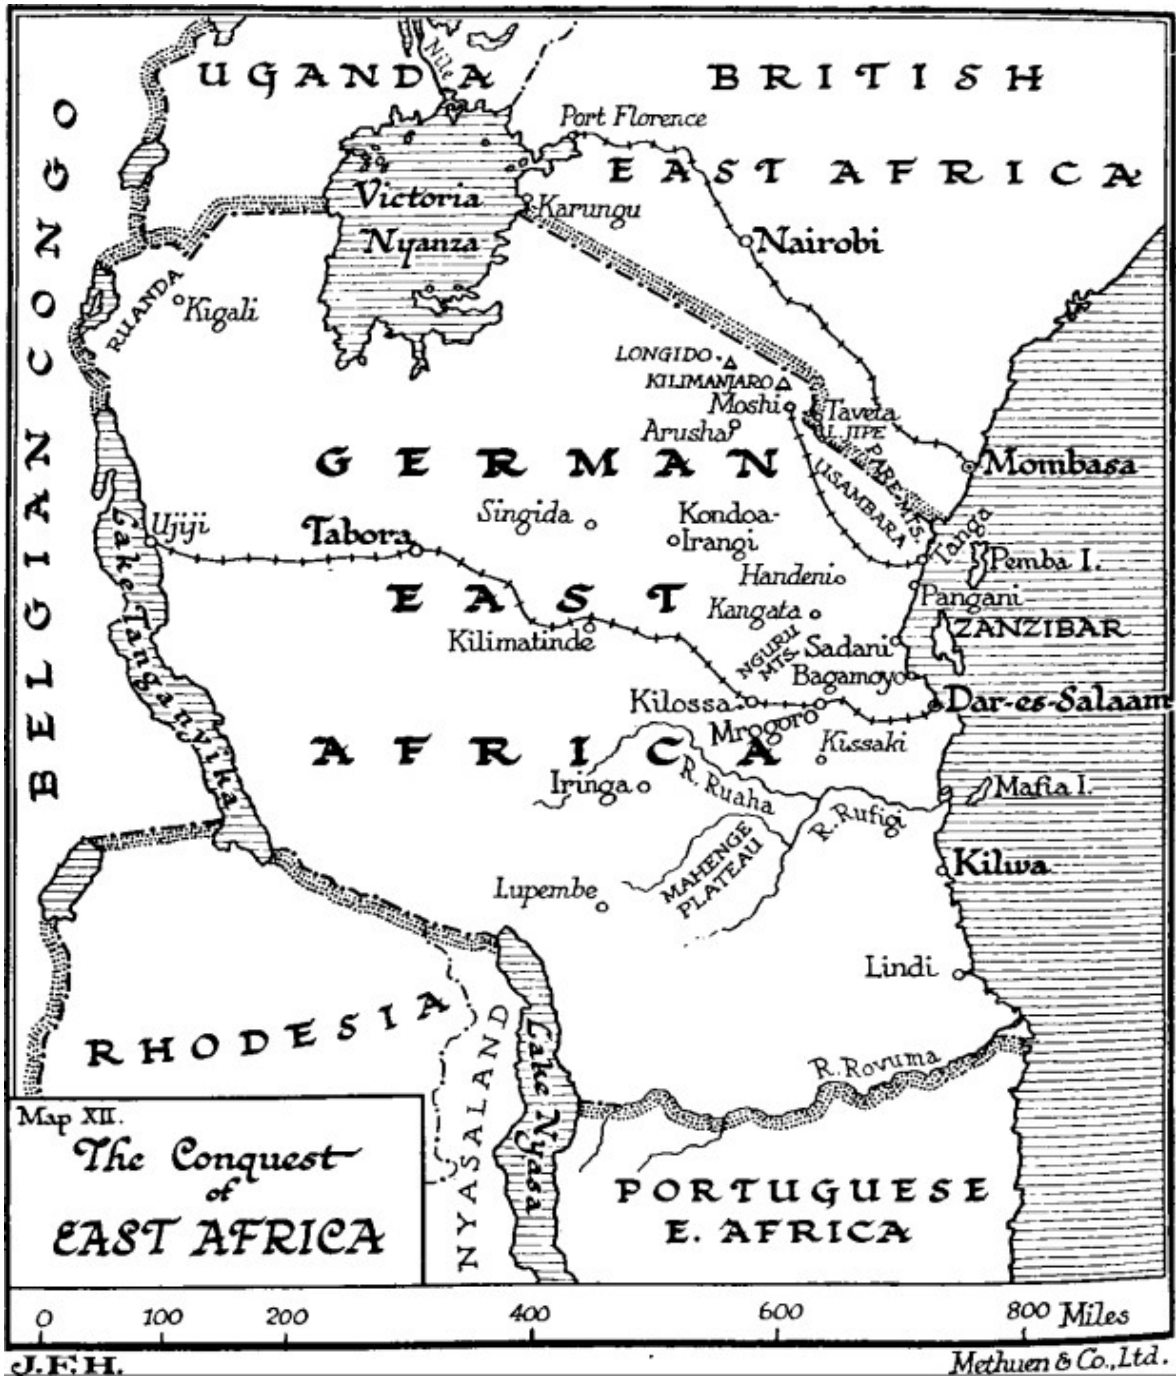 UGANDA
Nile
BRITISH
EAST AFRICA
Port Florence
BELGIAN CONGO
Victoria
Nyanza
Karungu
Nairobi
RUANDA
Kigali
LONGIDO
KILIMANJARO
Moshi
Taveta
L. JIPE
Arusha
PARE MTS.
USAMBARA
Mombasa
GERMAN
EAST
AFRICA
Singida
Kondoa-
Irangi
Ujiji
Tabora
Tanga
Pemba I.
Handeni
Pangani
Kangata
ZANZIBAR
Kilimatinde
NGURU
MTS.
Sadani
Bagamoyo
Lake Tanganyika
Kilossa
Mrogoro
Dar-es-Salaam
Kissaki
Iringa
R. Ruaha
R. Rufigi
Mafia I.
MAHENGE
PLATEAU
Kilwa
Lupembe
Lindi
RHODESIA
NYASALAND
Lake Nyasa
R. Rovuma
PORTUGUESE
E. AFRICA
Map XII.
The Conquest
of
EAST AFRICA
0 100 200 400 600 800 Miles
J.F.H.
Methuen & Co., Ltd.